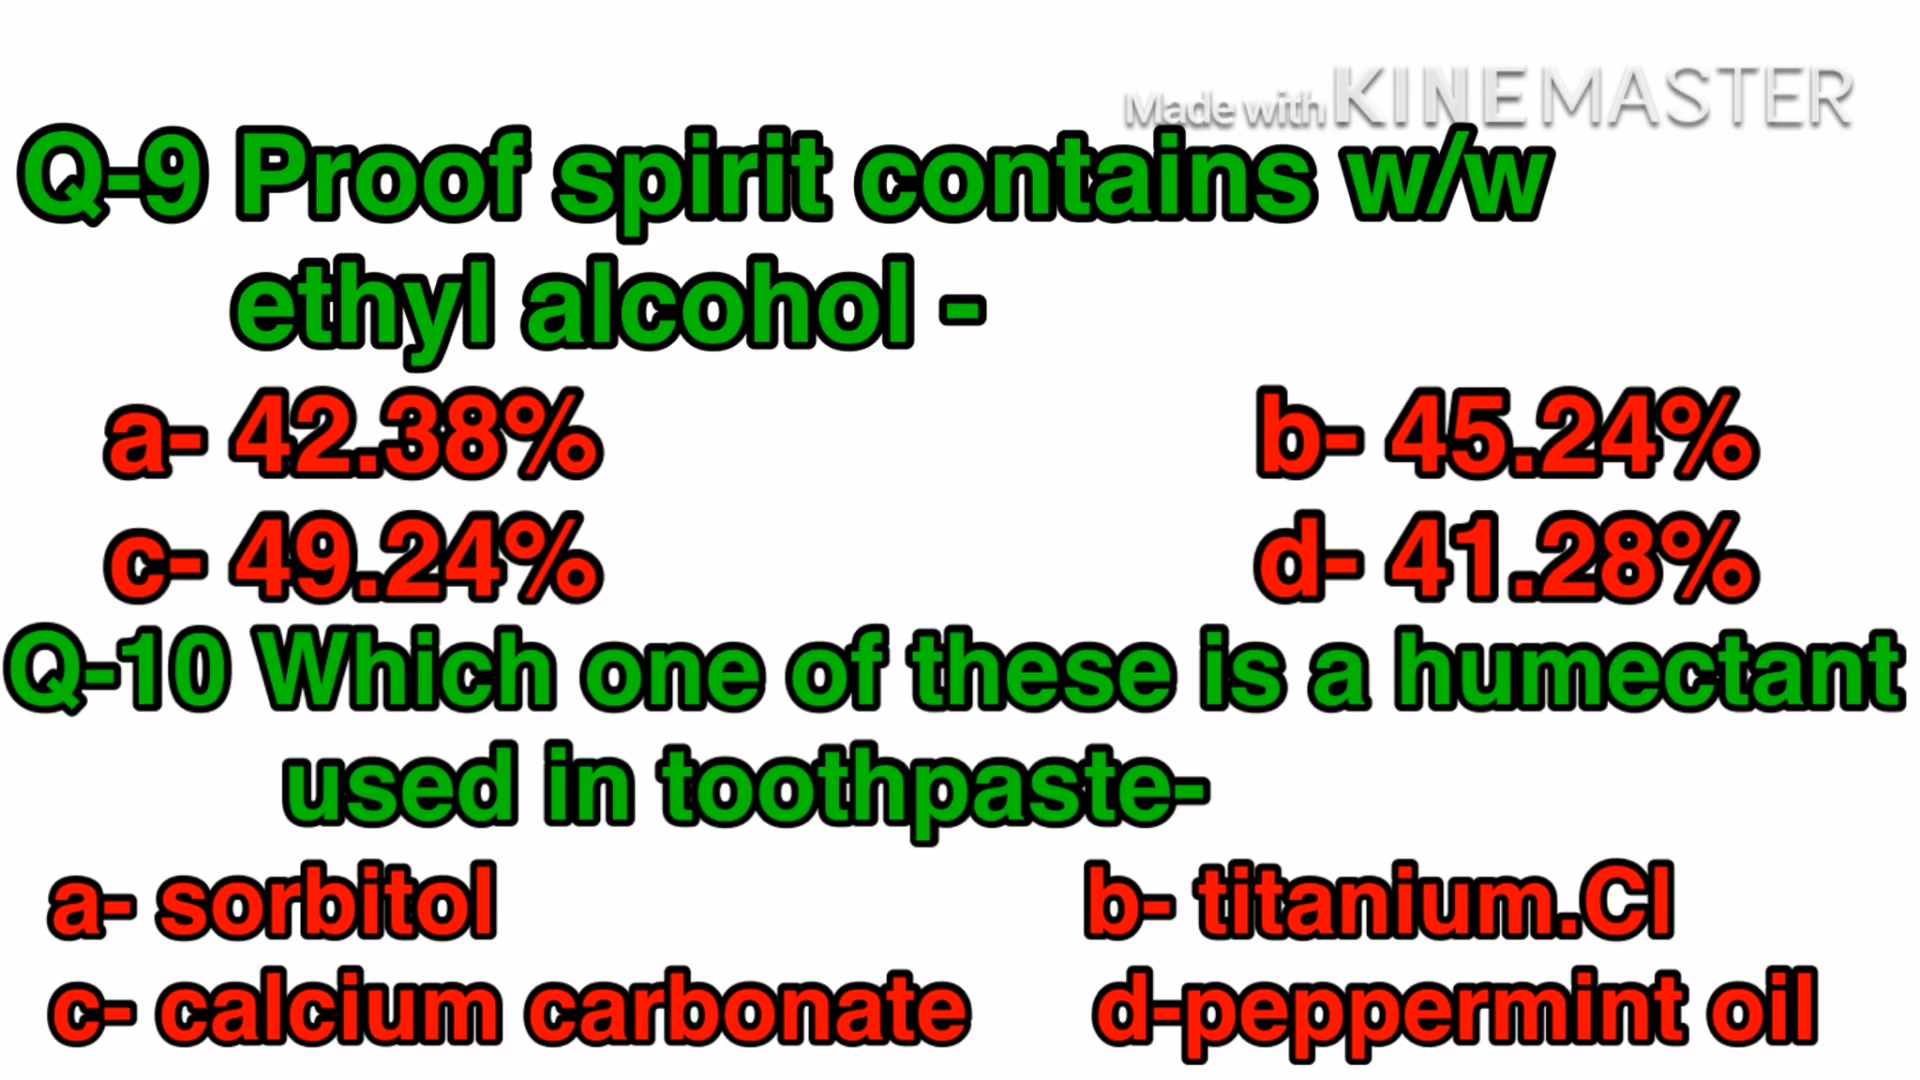 Made with KINEMASTER
Q-9 Proof spirit contains w/w
ethyl alcohol -
a- 42.38% b- 45.24%
c- 49.24% d- 41.28%
Q-10 Which one of these is a humectant
used in toothpaste-
a- sorbitol b- titanium.Cl
c- calcium carbonate d-peppermint oil